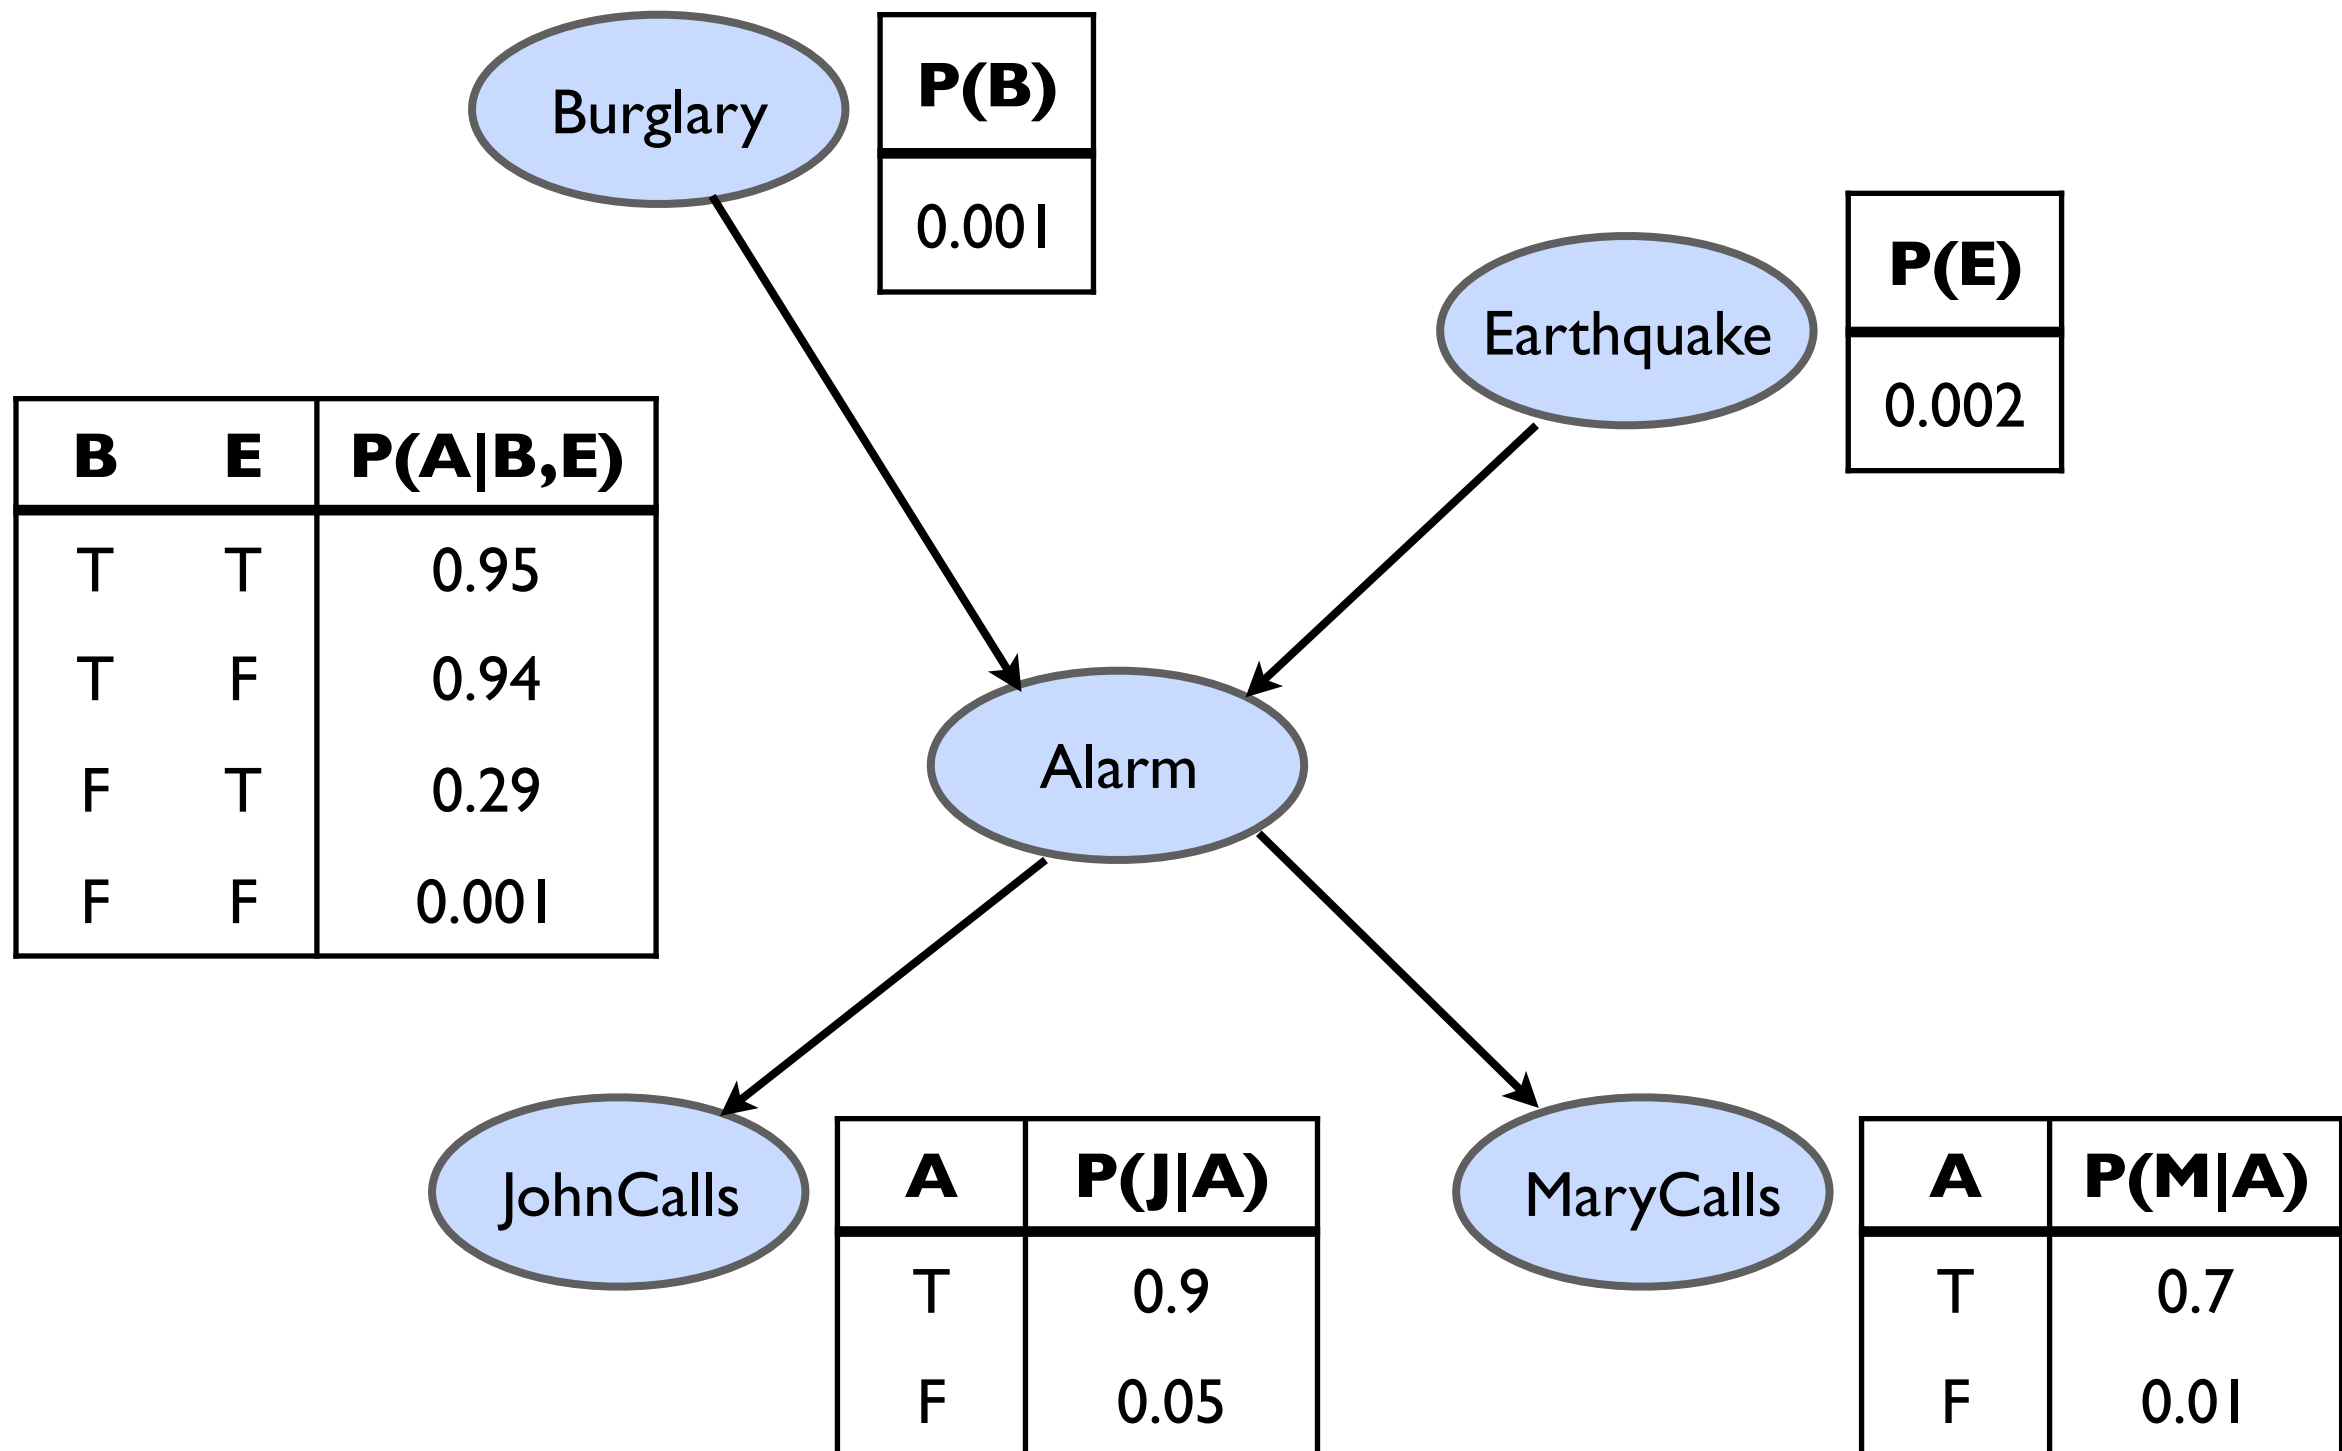 Burglary
P(B)
0.001
Earthquake
P(E)
0.002
B E P(A|B,E)
T T 0.95
T F 0.94
F T 0.29
F F 0.001
Alarm
JohnCalls
A P(J|A)
T 0.9
F 0.05
MaryCalls
A P(M|A)
T 0.7
F 0.01